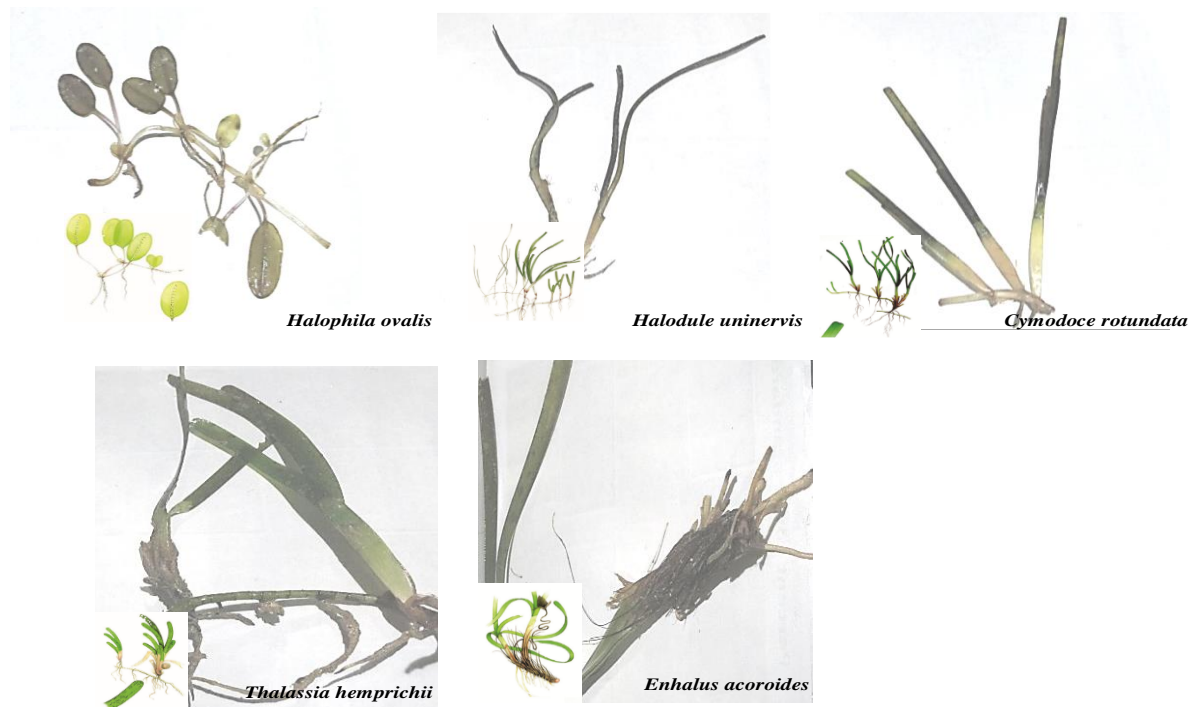 Halophila ovalis
Halodule uninervis
Cymodoce rotundata
Thalassia hemprichii
Enhalus acoroides